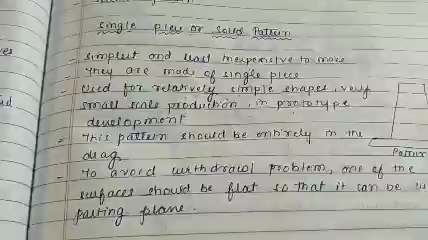 Single piece or Solid Pattern
- Simplest and least inexpensive to make
- They are made of single piece
- Used for relatively simple shapes, very
small scale production, in prototype
development
- This pattern should be entirely in the
drag
- To avoid withdrawl problem, one of the
surfaces should be flat so that it can be
parting plane.